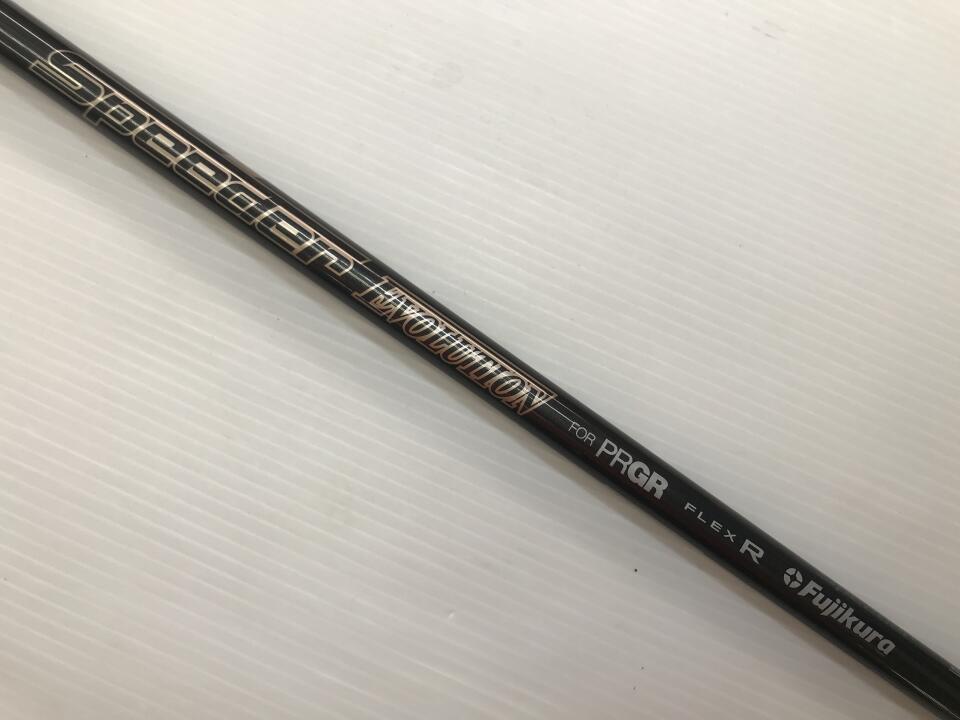 Speeder EVOLUTION FOR PRGR FLEX R Fujikura